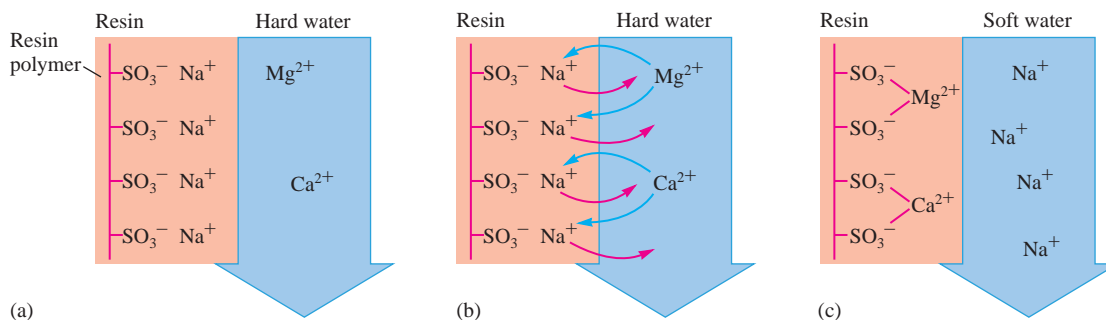 Resin Hard water
Resin polymer
SO₃⁻ Na⁺ Mg²⁺
SO₃⁻ Na⁺
SO₃⁻ Na⁺ Ca²⁺
SO₃⁻ Na⁺
(a)
Resin Hard water
SO₃⁻ Na⁺ Mg²⁺
SO₃⁻ Na⁺
SO₃⁻ Na⁺ Ca²⁺
SO₃⁻ Na⁺
(b)
Resin Soft water
SO₃⁻ Na⁺
Mg²⁺
SO₃⁻ Na⁺
SO₃⁻ Na⁺
Ca²⁺
SO₃⁻ Na⁺
(c)